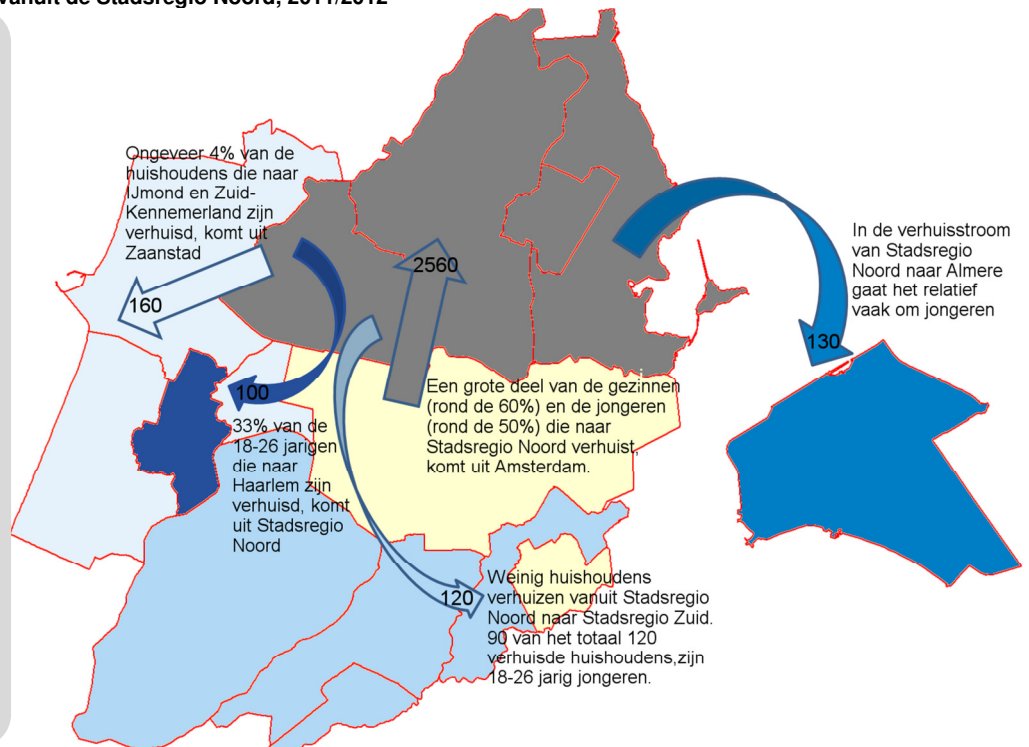 vanuit de Stadsregio Noord, 2011/2012
Ongeveer 4% van de
huishoudens die naar
IJmond en Zuid-
Kennemerland zijn
verhuisd, komt uit
Zaanstad
160
2560
In de verhuisstroom
van Stadsregio
Noord naar Almere
gaat het relatief
vaak om jongeren
130
100
33% van de
18-26 jarigen
die naar
Haarlem zijn
verhuisd, komt
uit Stadsregio
Noord
Een grote deel van de gezinnen
(rond de 60%) en de jongeren
(rond de 50%) die naar
Stadsregio Noord verhuist,
komt uit Amsterdam.
120
Weinig huishoudens
verhuizen vanuit Stadsregio
Noord naar Stadsregio Zuid.
90 van het totaal 120
verhuisde huishoudens,zijn
18-26 jarig jongeren.